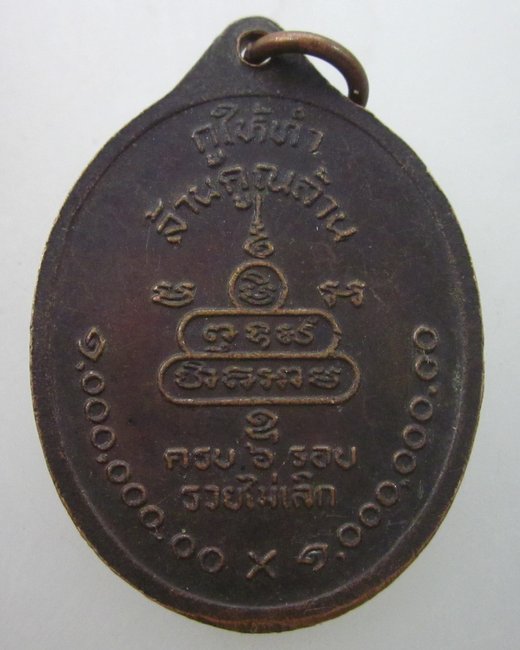 กูให้ทำ
ล้านคูณล้าน
ครบ ๖ รอบ
รวยไม่เลิก
๑,๐๐๐,๐๐๐.๐๐ x ๑,๐๐๐,๐๐๐.๐๐